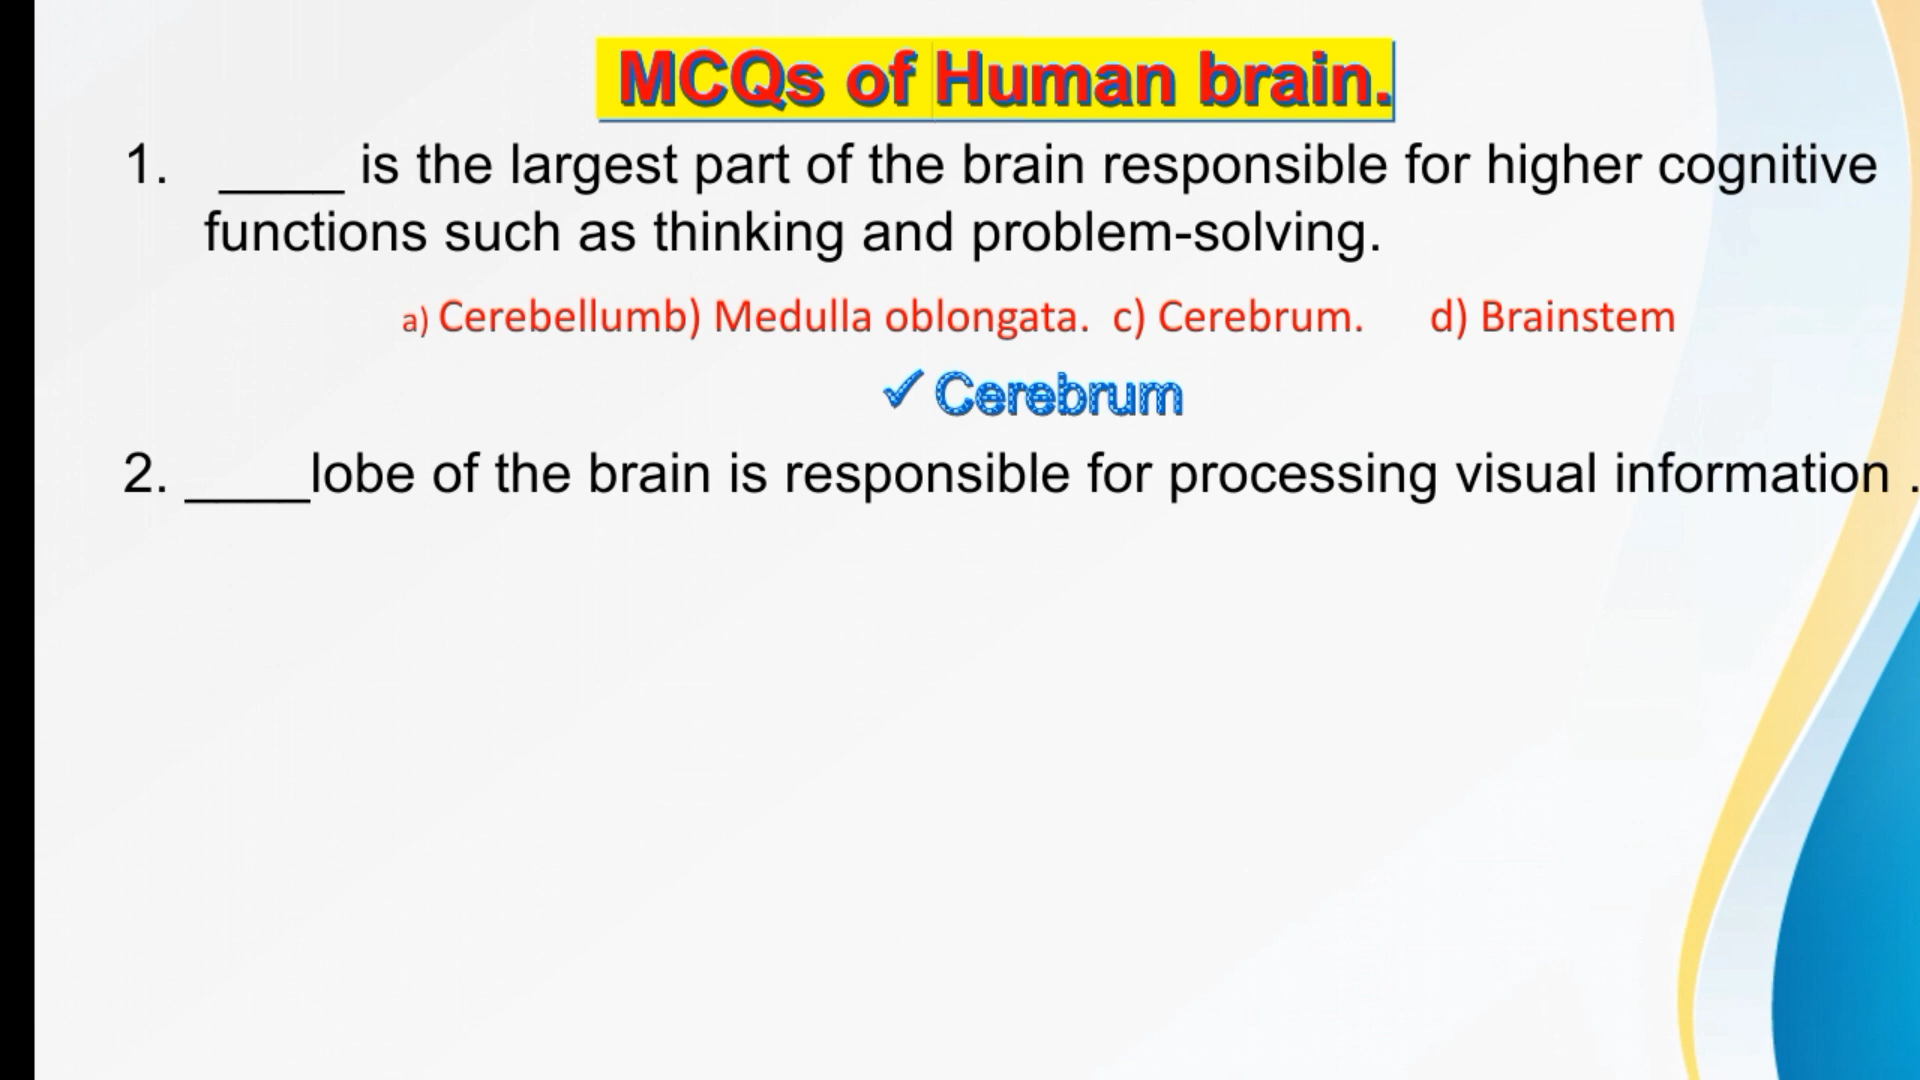 MCQs of Human brain.
1. ____ is the largest part of the brain responsible for higher cognitive
functions such as thinking and problem-solving.
a) Cerebellumb) Medulla oblongata. c) Cerebrum. d) Brainstem
✓ Cerebrum
2. ____lobe of the brain is responsible for processing visual information .